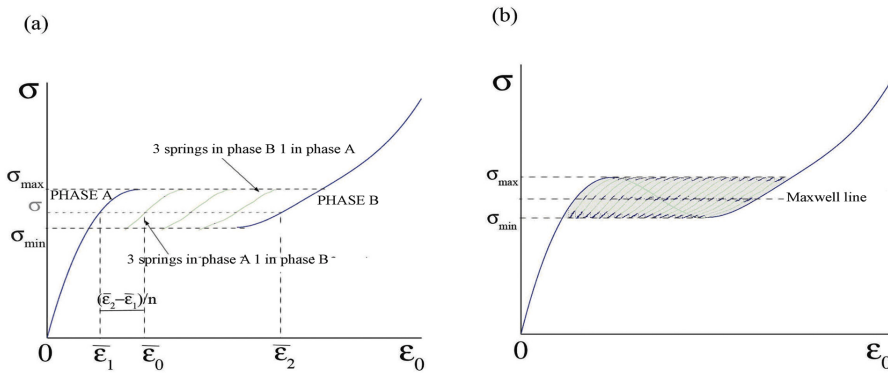 (a)
σ
3 springs in phase B 1 in phase A
σmax
PHASE A
PHASE B
σ
σmin
3 springs in phase A 1 in phase B
(ε̅2−ε̅1)/n
0
ε̅1
ε̅0
ε̅2
ε0
(b)
σ
σmax
Maxwell line
σmin
0
ε0